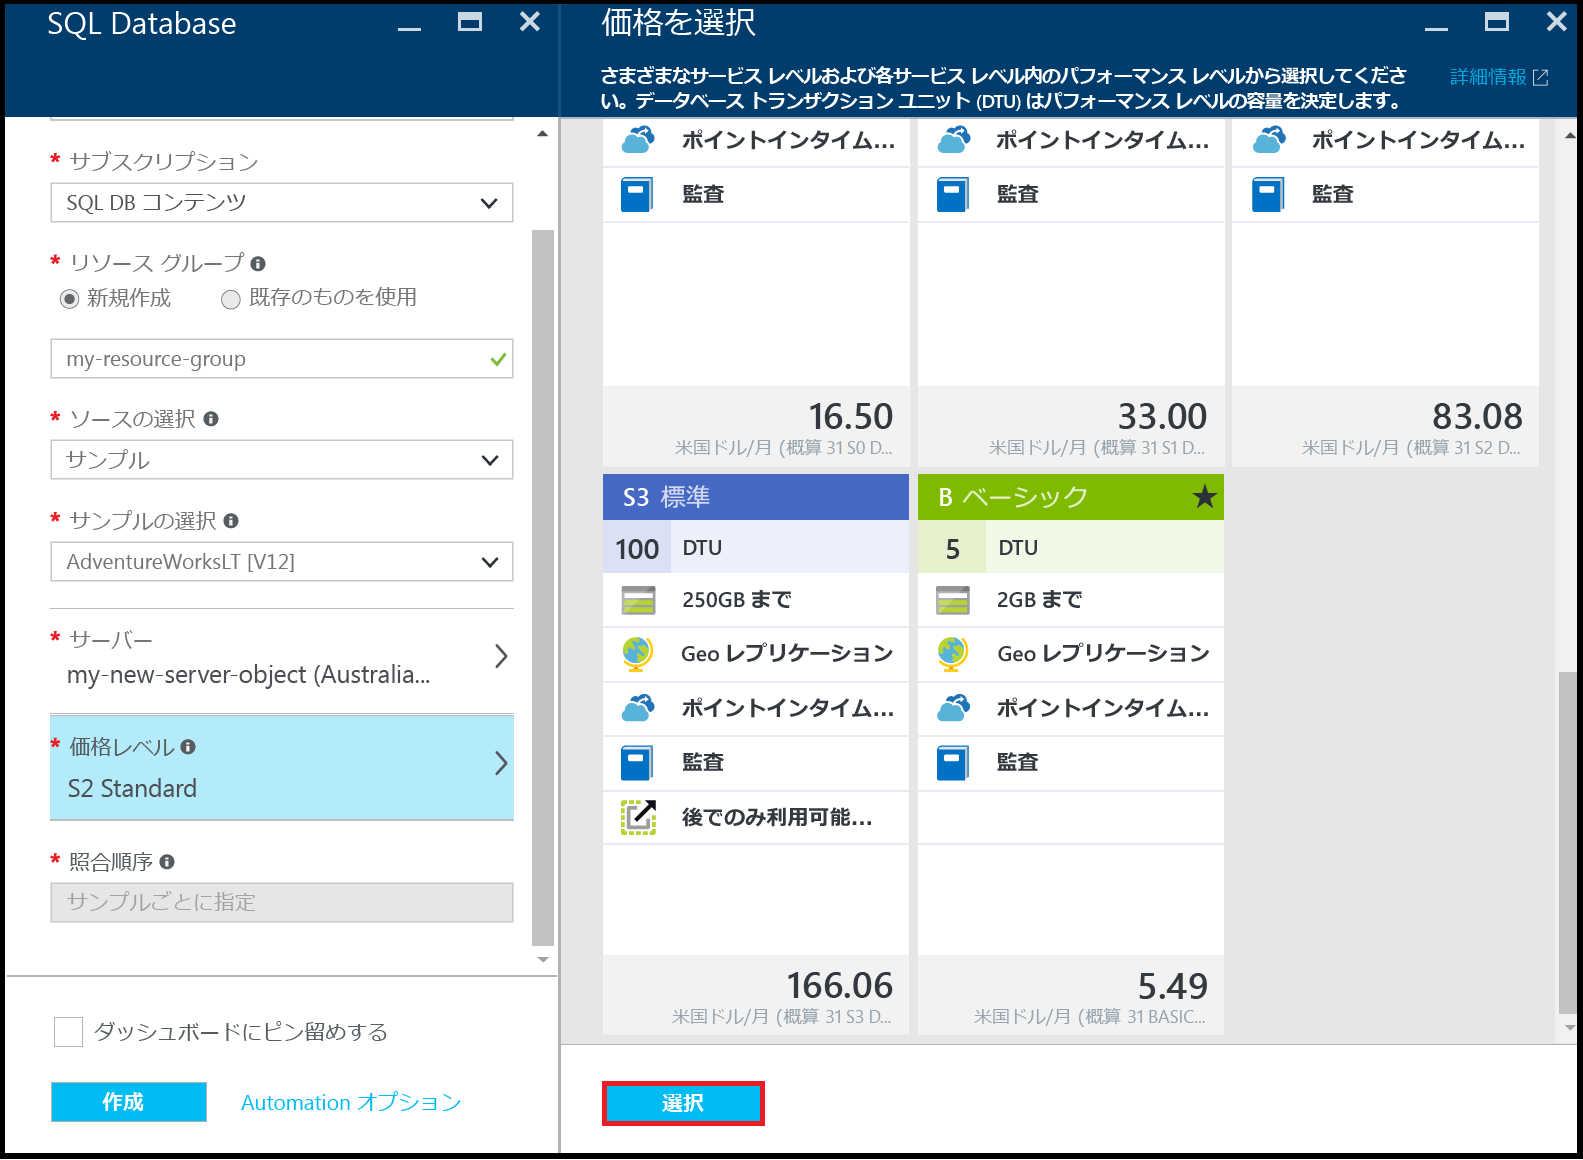 SQL Database
* サブスクリプション
SQL DB コンテンツ
* リソース グループ
新規作成
既存のものを使用
my-resource-group
* ソースの選択
サンプル
* サンプルの選択
AdventureWorksLT [V12]
* サーバー
my-new-server-object (Australia...
* 価格レベル
S2 Standard
* 照合順序
サンプルごとに指定
ダッシュボードにピン留めする
作成
Automation オプション
価格を選択
さまざまなサービス レベルおよび各サービス レベル内のパフォーマンス レベルから選択してくださ
い。データベース トランザクション ユニット (DTU) はパフォーマンス レベルの容量を決定します。
詳細情報
ポイントインタイム...
監査
16.50
米国ドル/月 (概算 31 S0 D...
ポイントインタイム...
監査
33.00
米国ドル/月 (概算 31 S1 D...
ポイントインタイム...
監査
83.08
米国ドル/月 (概算 31 S2 D...
S3 標準
100 DTU
250GB まで
Geo レプリケーション
ポイントインタイム...
監査
後でのみ利用可能...
166.06
米国ドル/月 (概算 31 S3 D...
B ベーシック
5 DTU
2GB まで
Geo レプリケーション
ポイントインタイム...
監査
5.49
米国ドル/月 (概算 31 BASIC...
選択